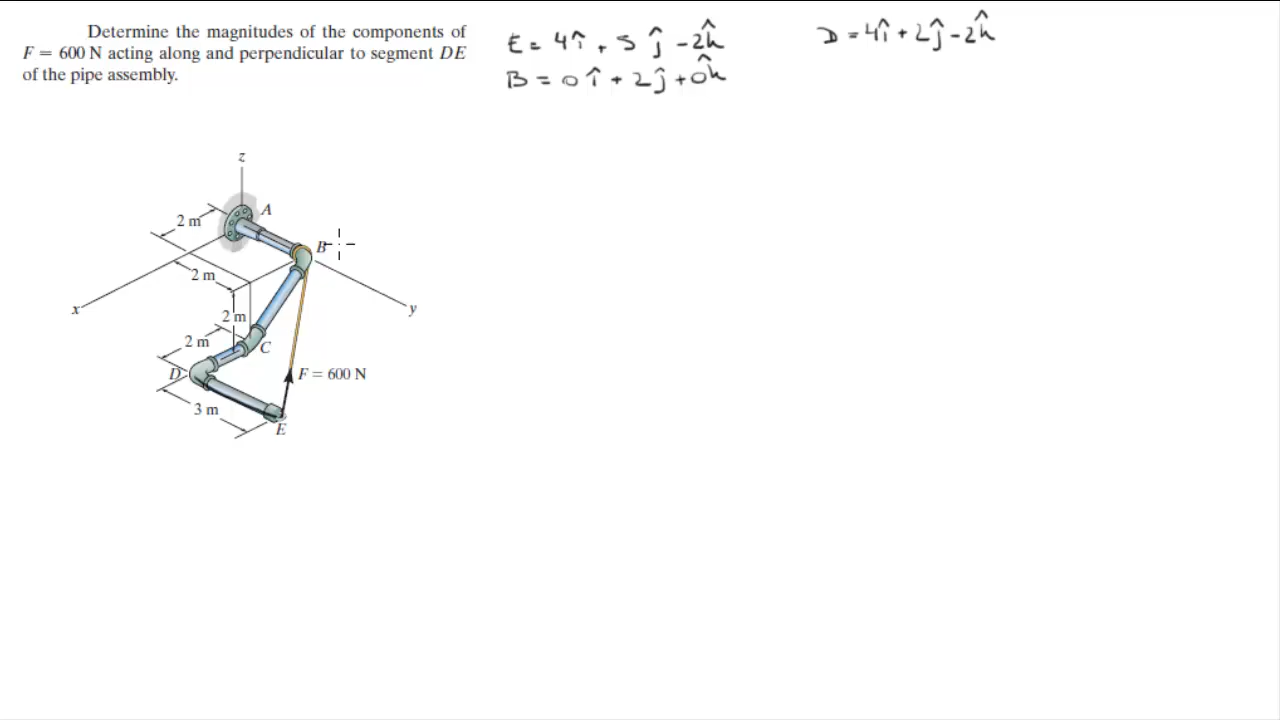 Determine the magnitudes of the components of
F = 600 N acting along and perpendicular to segment DE
of the pipe assembly.
E = 4î + 5ĵ - 2k̂
B = 0î + 2ĵ + 0k̂
D = 4î + 2ĵ - 2k̂
z
A
2 m
B
2 m
x
y
2 m
2 m
C
D
F = 600 N
3 m
E